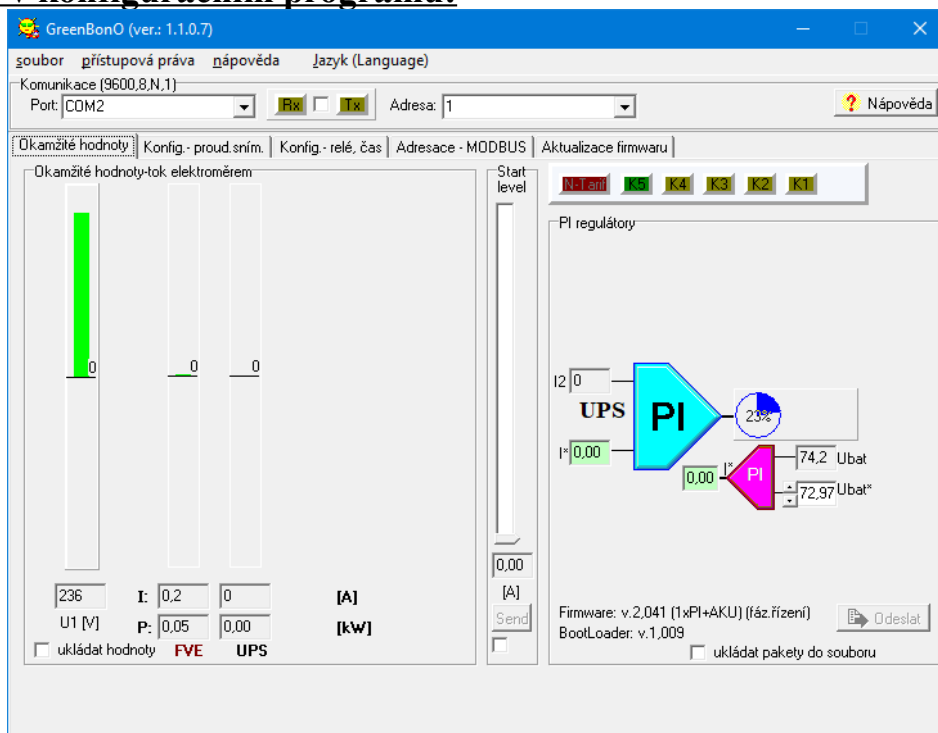 v konfiguračním programu:
GreenBonO (ver.: 1.1.0.7)
soubor přístupová práva nápověda Jazyk (Language)
Komunikace (9600,8,N,1)
Port: COM2 Rx Tx Adresa: 1 Nápověda
Okamžité hodnoty Konfig.- proud.sním. Konfig.- relé, čas Adresace - MODBUS Aktualizace firmwaru
Okamžité hodnoty-tok elektroměrem
Start
level
N-Tarif K5 K4 K3 K2 K1
PI regulátory
0 0 0
I2 0
UPS PI 23%
I* 0,00
0,00 I* PI 74,2 Ubat
72,97 Ubat*
0,00
[A]
Send
236 I: 0,2 0 [A]
U1 [V] P: 0,05 0,00 [kW]
ukládat hodnoty FVE UPS
Firmware: v.2,041 (1xPI+AKU) (fáz.řízení)
BootLoader: v.1,009
Odeslat
ukládat pakety do souboru